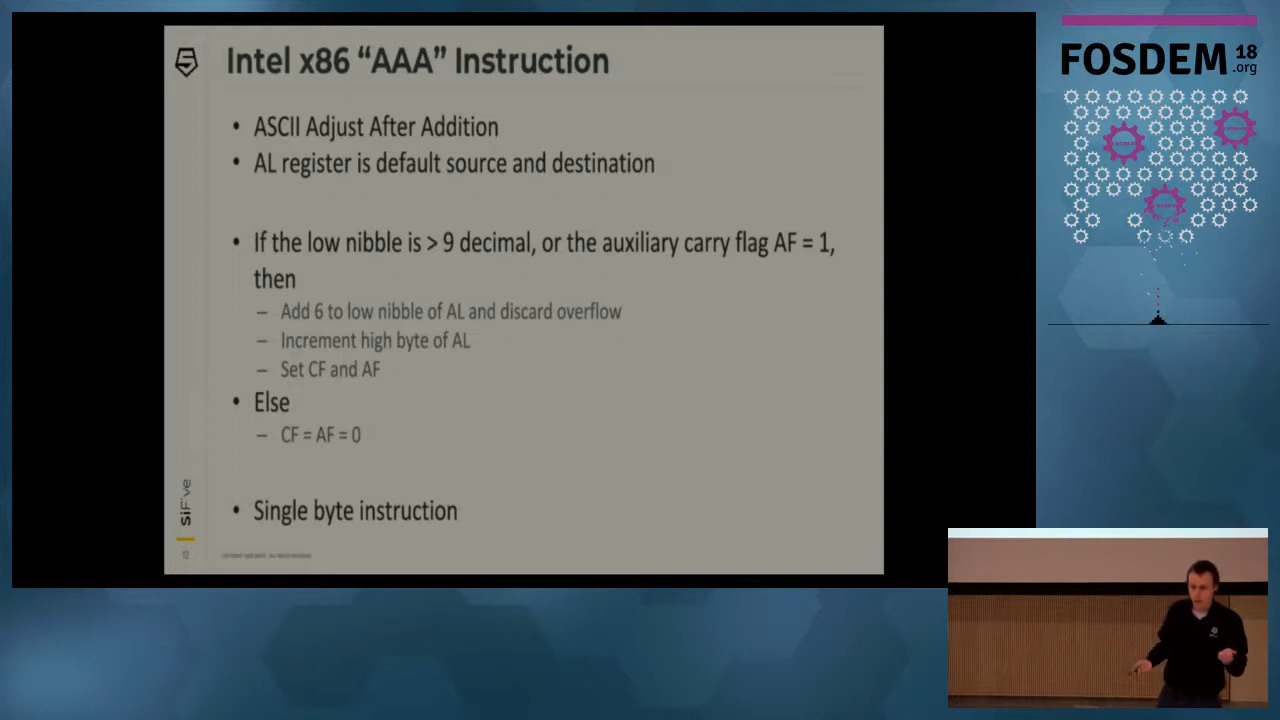 Intel x86 “AAA” Instruction
• ASCII Adjust After Addition
• AL register is default source and destination
• If the low nibble is > 9 decimal, or the auxiliary carry flag AF = 1,
then
– Add 6 to low nibble of AL and discard overflow
– Increment high byte of AL
– Set CF and AF
• Else
– CF = AF = 0
• Single byte instruction
SiFive
FOSDEM 18
.org